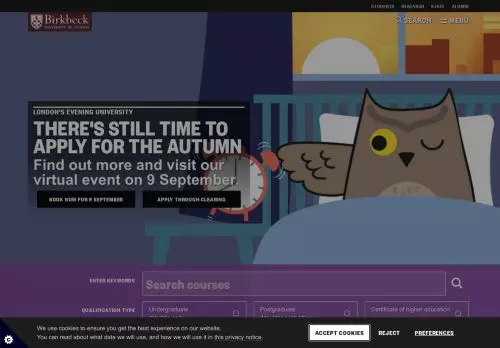 STUDENTS RESEARCH STAFF ALUMNI
Birkbeck
UNIVERSITY OF LONDON
SEARCH MENU
LONDON'S EVENING UNIVERSITY
THERE'S STILL TIME TO
APPLY FOR THE AUTUMN
Find out more and visit our
virtual event on 9 September.
BOOK NOW FOR 9 SEPTEMBER APPLY THROUGH CLEARING
ENTER KEYWORDS Search courses
QUALIFICATION TYPE Undergraduate Postgraduate Certificate of higher education
We use cookies to ensure you get the best experience on our website.
You can read about what data we will use, and how we will use it in this privacy notice.
ACCEPT COOKIES REJECT PREFERENCES